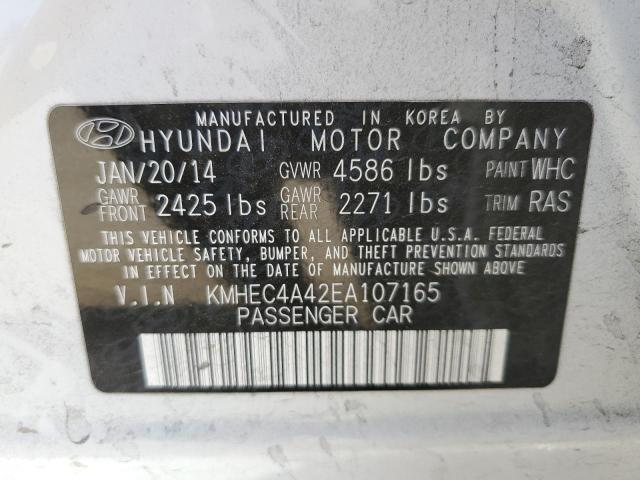 MANUFACTURED IN KOREA BY
HYUNDAI MOTOR COMPANY
JAN/20/14 GVWR 4586 lbs PAINT WHC
GAWR FRONT 2425 lbs GAWR REAR 2271 lbs TRIM RAS
THIS VEHICLE CONFORMS TO ALL APPLICABLE U.S.A. FEDERAL
MOTOR VEHICLE SAFETY, BUMPER, AND THEFT PREVENTION STANDARDS
IN EFFECT ON THE DATE OF MANUFACTURE SHOWN ABOVE
V.I.N KMHEC4A42EA107165
PASSENGER CAR